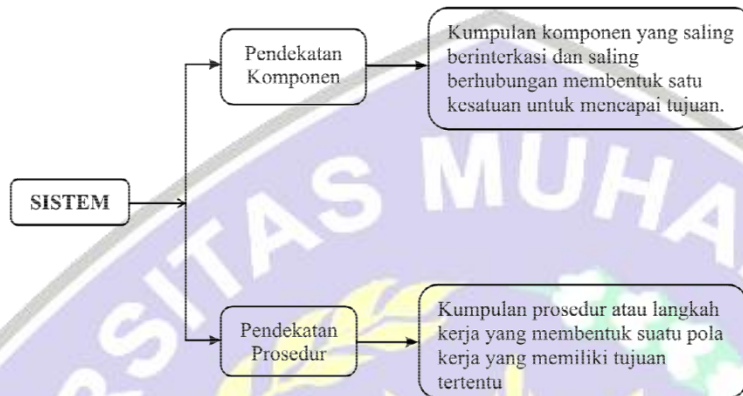 SISTEM
Pendekatan
Komponen
Kumpulan komponen yang saling
berinterkasi dan saling
berhubungan membentuk satu
kesatuan untuk mencapai tujuan.
Pendekatan
Prosedur
Kumpulan prosedur atau langkah
kerja yang membentuk suatu pola
kerja yang memiliki tujuan
tertentu